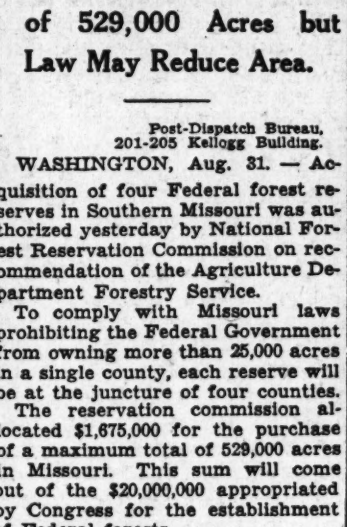 of 529,000 Acres but
Law May Reduce Area.
Post-Dispatch Bureau,
201-205 Kellogg Building.
WASHINGTON, Aug. 31. — Ac-
quisition of four Federal forest re-
serves in Southern Missouri was au-
thorized yesterday by National For-
est Reservation Commission on rec-
ommendation of the Agriculture De-
partment Forestry Service.
To comply with Missouri laws
prohibiting the Federal Government
from owning more than 25,000 acres
in a single county, each reserve will
be at the juncture of four counties.
The reservation commission al-
located $1,675,000 for the purchase
of a maximum total of 529,000 acres
in Missouri. This sum will come
out of the $20,000,000 appropriated
by Congress for the establishment
of Federal forests